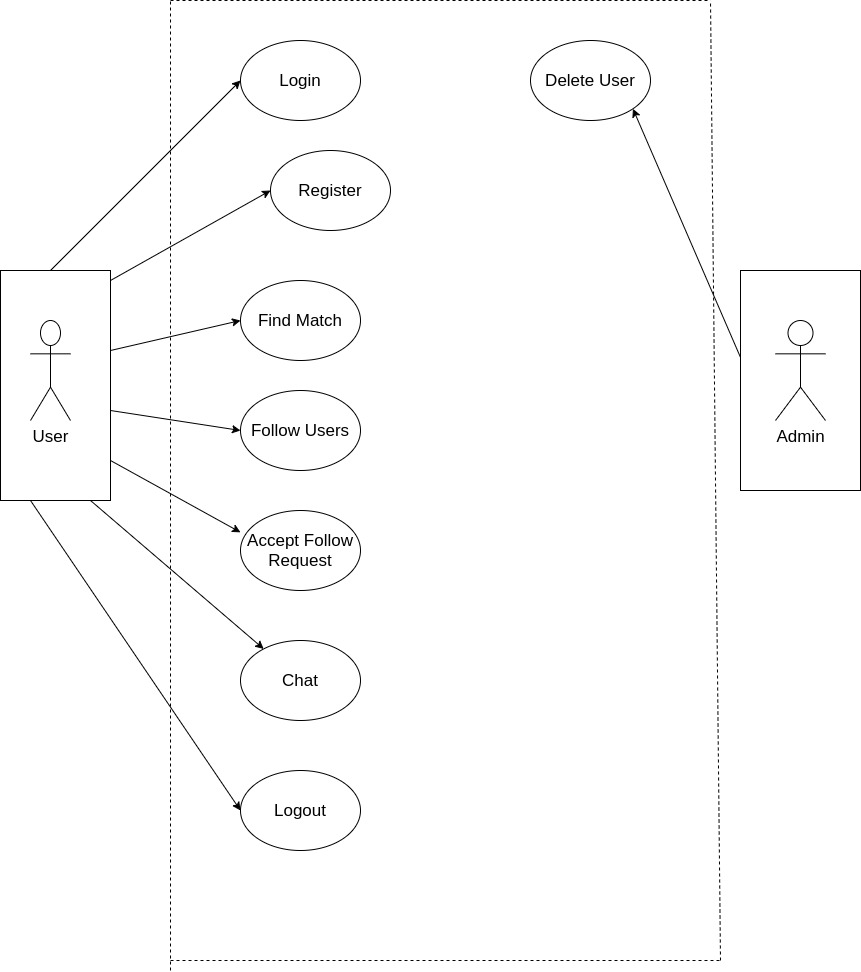 Login
Delete User
Register
Find Match
Follow Users
User
Admin
Accept Follow
Request
Chat
Logout